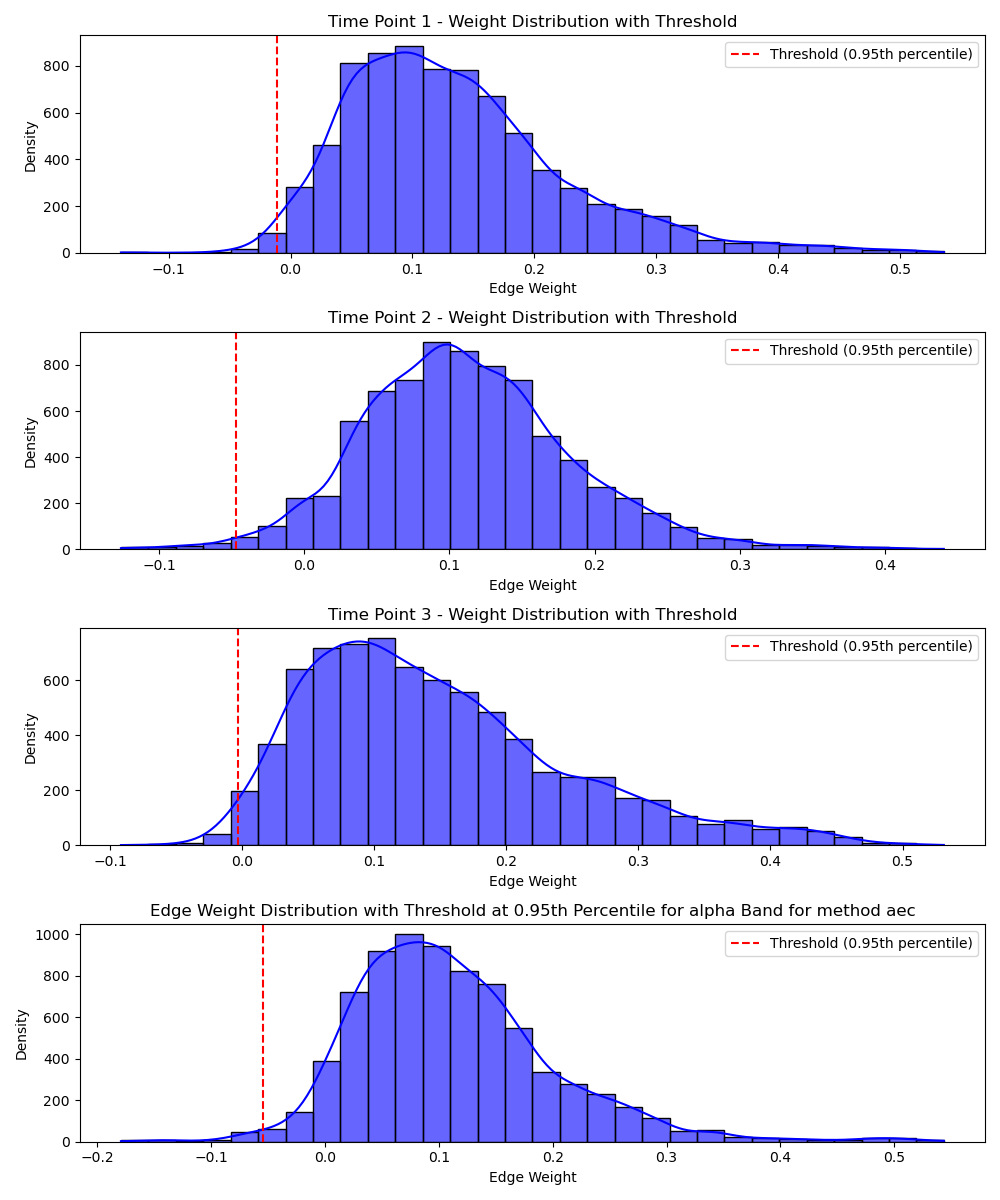 Time Point 1 - Weight Distribution with Threshold
Threshold (0.95th percentile)
Density
800
600
400
200
0
−0.1 0.0 0.1 0.2 0.3 0.4 0.5
Edge Weight
Time Point 2 - Weight Distribution with Threshold
Threshold (0.95th percentile)
Density
800
600
400
200
0
−0.1 0.0 0.1 0.2 0.3 0.4
Edge Weight
Time Point 3 - Weight Distribution with Threshold
Threshold (0.95th percentile)
Density
600
400
200
0
−0.1 0.0 0.1 0.2 0.3 0.4 0.5
Edge Weight
Edge Weight Distribution with Threshold at 0.95th Percentile for alpha Band for method aec
Threshold (0.95th percentile)
Density
1000
800
600
400
200
0
−0.2 −0.1 0.0 0.1 0.2 0.3 0.4 0.5
Edge Weight